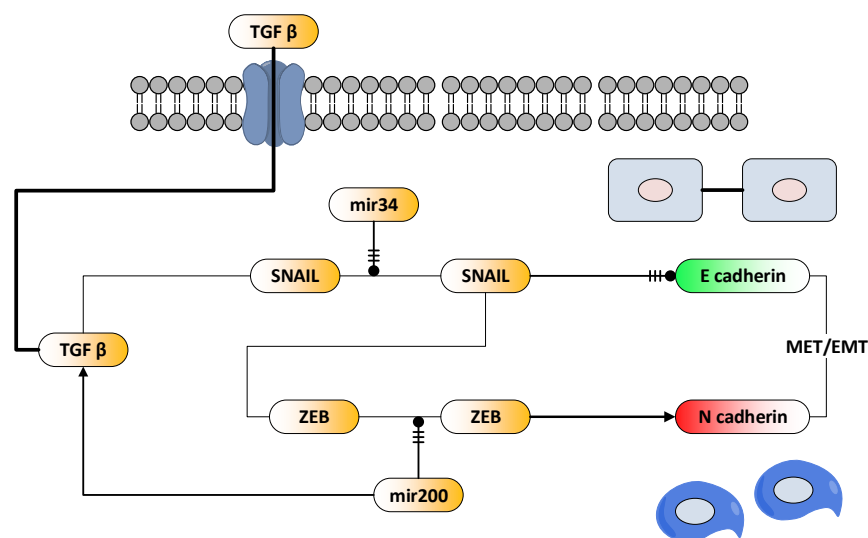 TGF β
mir34
SNAIL
SNAIL
E cadherin
TGF β
MET/EMT
ZEB
ZEB
N cadherin
mir200